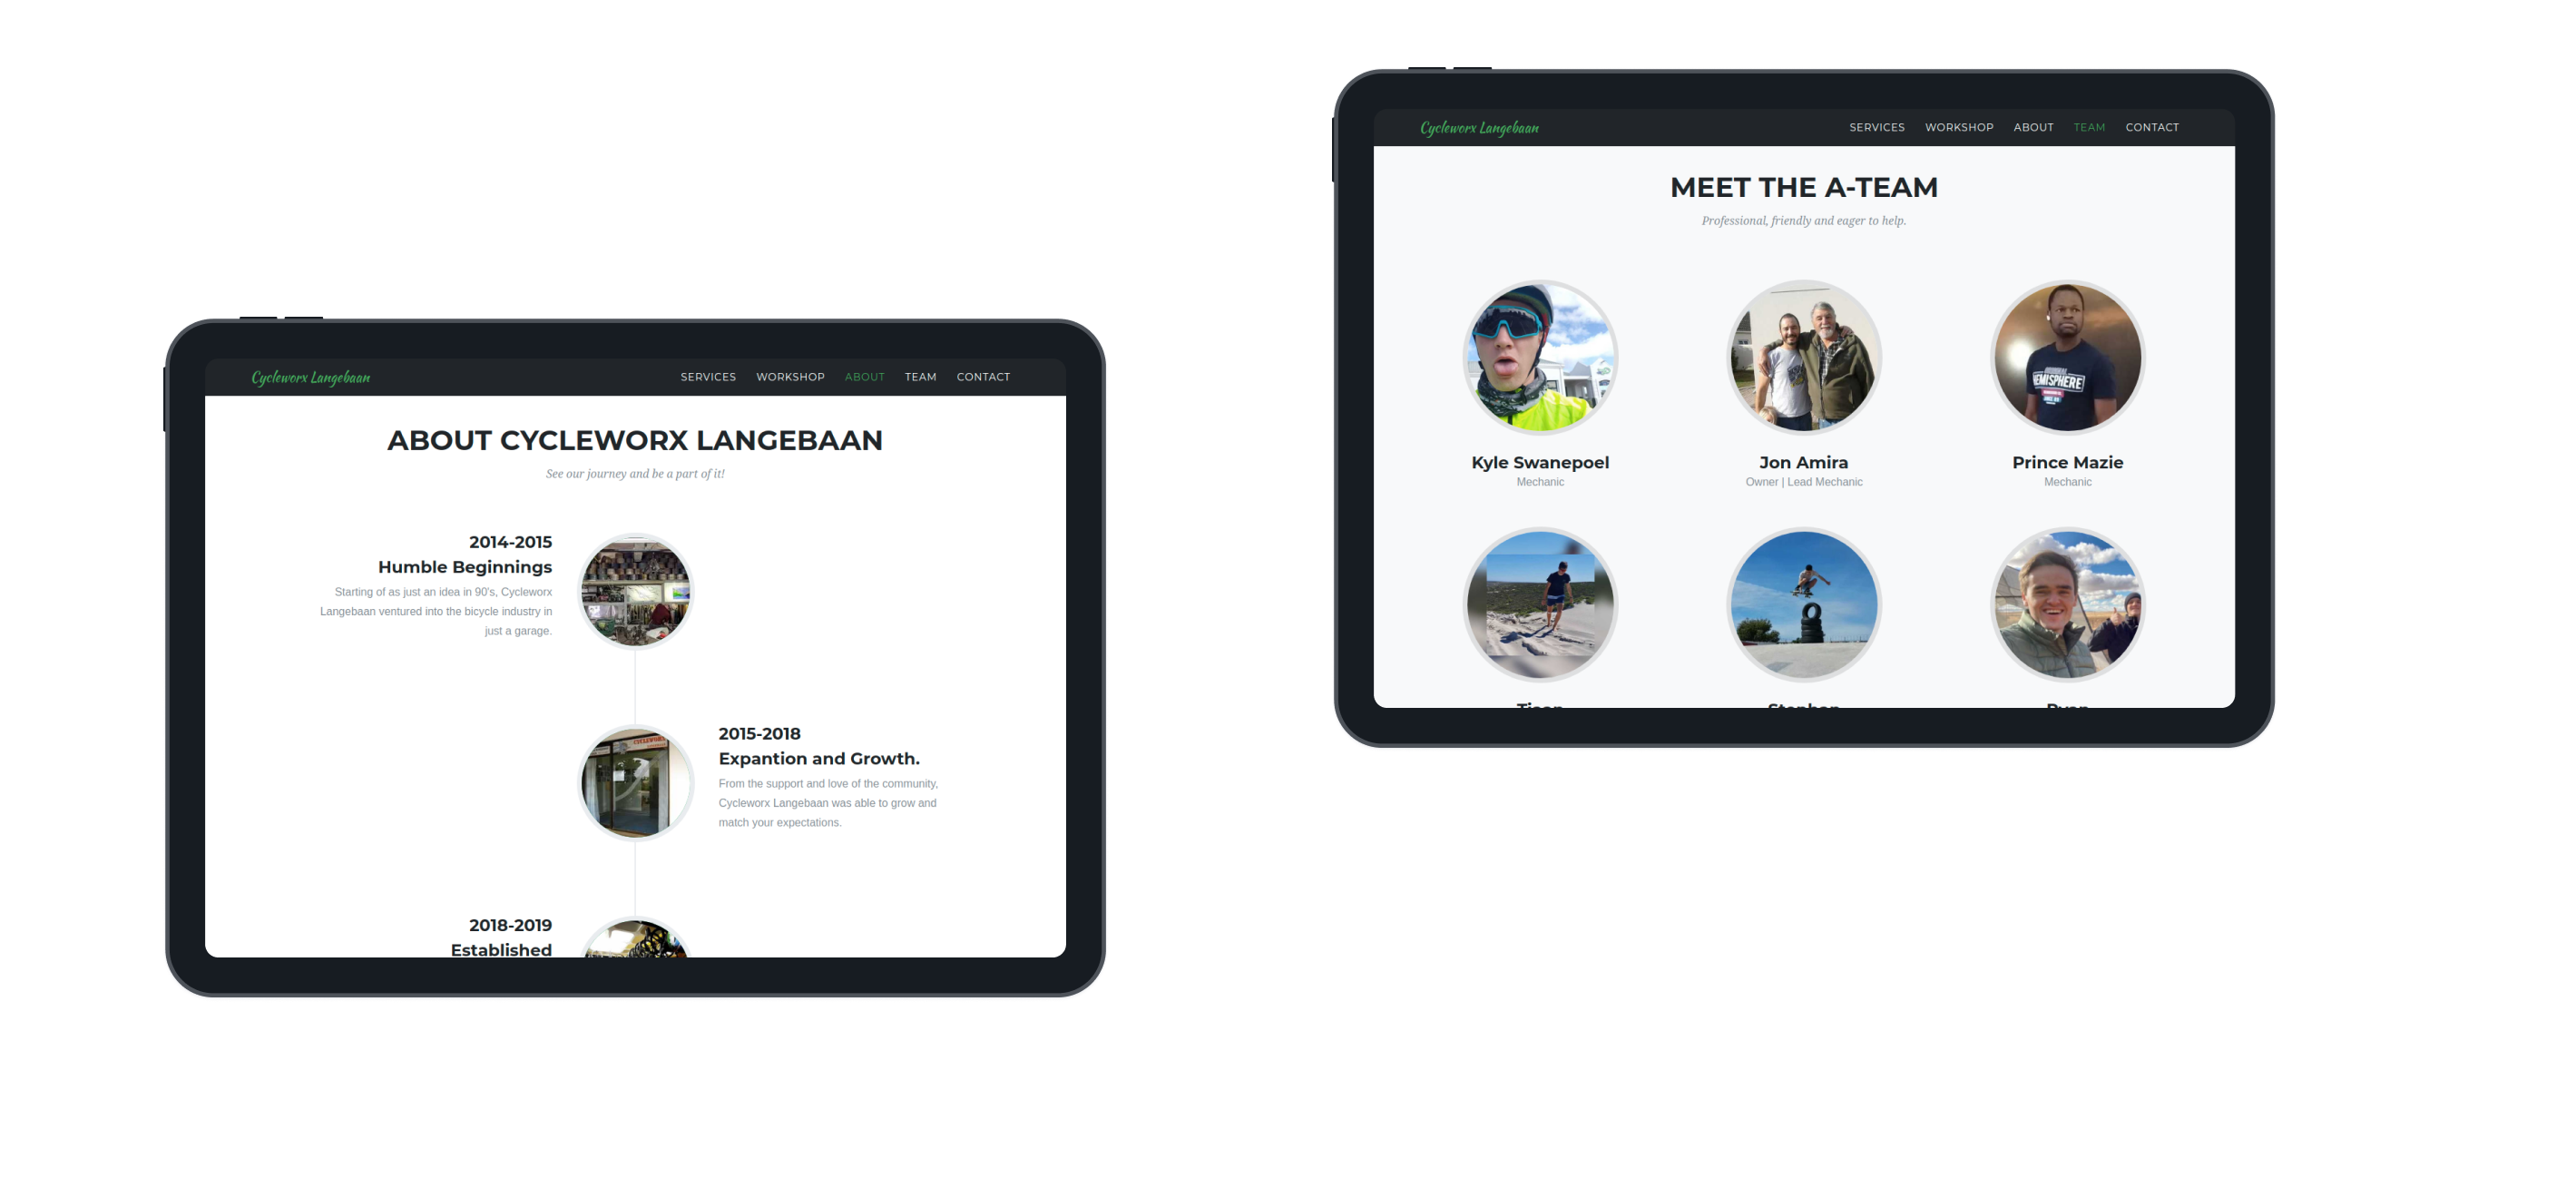 Cycleworx Langebaan
SERVICES WORKSHOP ABOUT TEAM CONTACT
ABOUT CYCLEWORX LANGEBAAN
See our journey and be a part of it!
2014-2015
Humble Beginnings
Starting of as just an idea in 90's, Cycleworx
Langebaan ventured into the bicycle industry in
just a garage.
2015-2018
Expantion and Growth.
From the support and love of the community,
Cycleworx Langebaan was able to grow and
match your expectations.
2018-2019
Established
Cycleworx Langebaan
SERVICES WORKSHOP ABOUT TEAM CONTACT
MEET THE A-TEAM
Professional, friendly and eager to help.
HEMISPHERE
Kyle Swanepoel
Mechanic
Jon Amira
Owner | Lead Mechanic
Prince Mazie
Mechanic